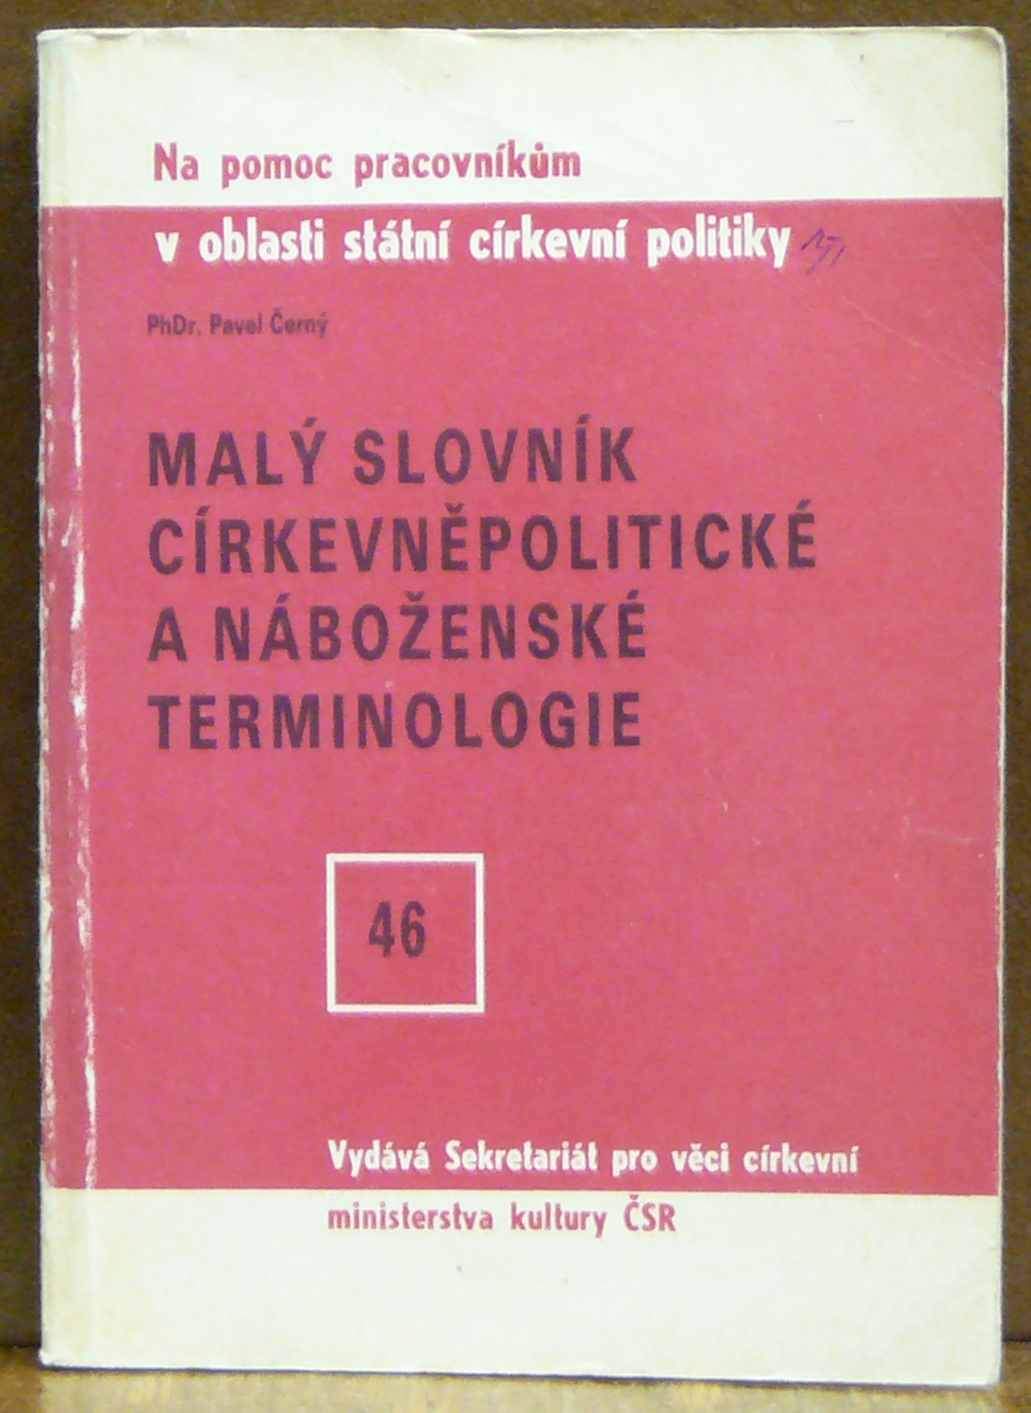 Na pomoc pracovníkům
v oblasti státní církevní politiky
PhDr. Pavel Černý
MALÝ SLOVNÍK
CÍRKEVNĚPOLITICKÉ
A NÁBOŽENSKÉ
TERMINOLOGIE
46
Vydává Sekretariát pro věci církevní
ministerstva kultury ČSR